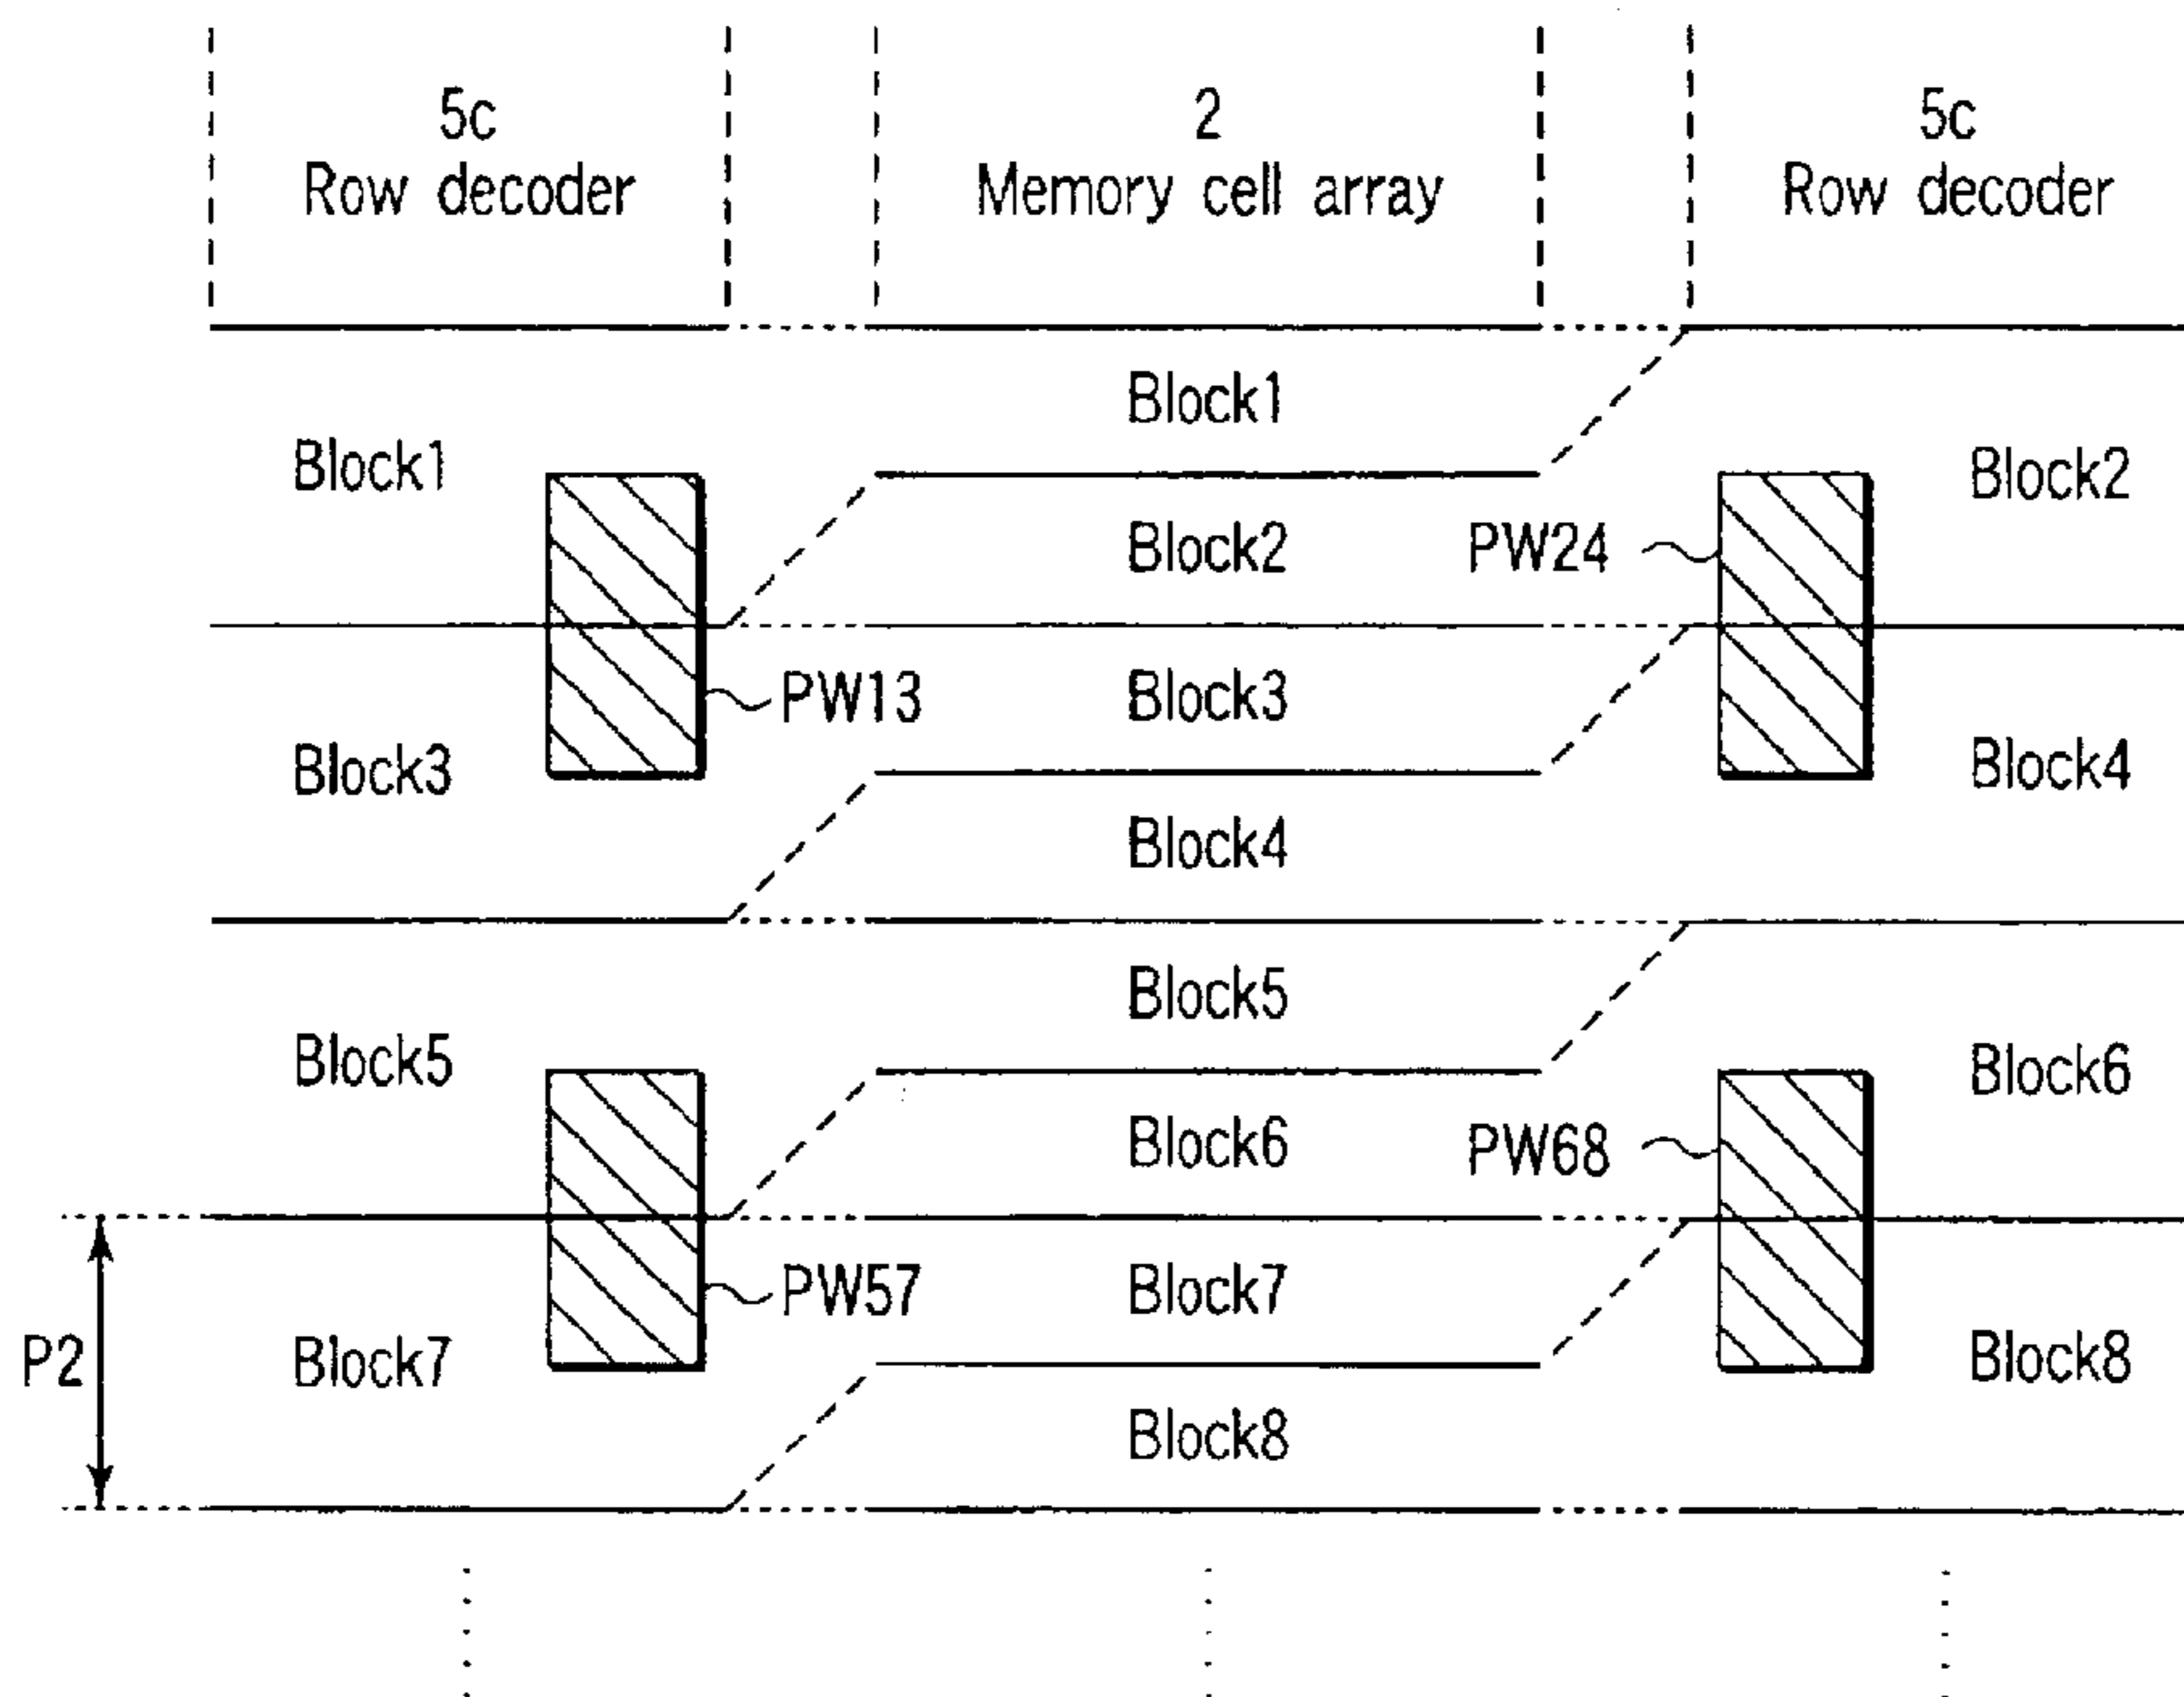 5c
Row decoder
2
Memory cell array
5c
Row decoder
Block1
Block1
Block2
Block2
PW24
Block3
PW13
Block3
Block4
Block4
Block5
Block5
Block6
Block6
PW68
Block7
PW57
P2
Block7
Block8
Block8